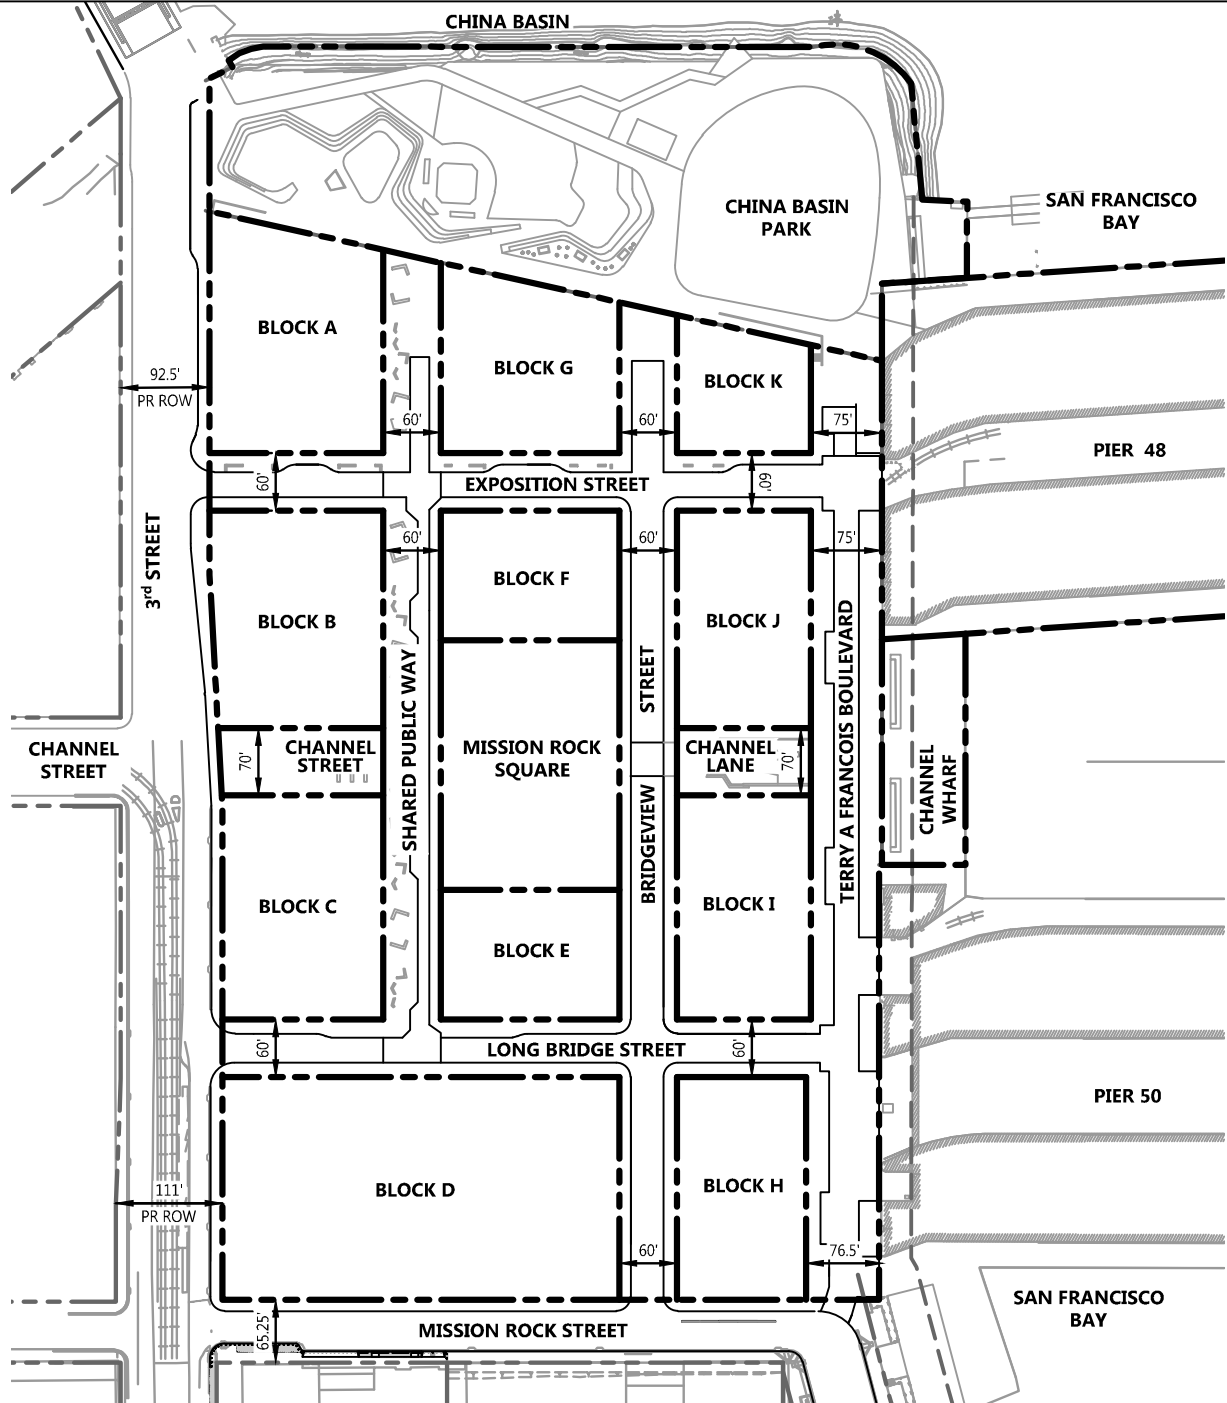 CHINA BASIN
SAN FRANCISCO
BAY
CHINA BASIN
PARK
BLOCK A
BLOCK G
BLOCK K
92.5'
PR ROW
60'
60'
75'
PIER 48
60'
EXPOSITION STREET
60'
3rd STREET
60'
60'
75'
BLOCK F
BLOCK B
BLOCK J
SHARED PUBLIC WAY
STREET
TERRY A FRANCOIS BOULEVARD
CHANNEL
STREET
70'
CHANNEL
STREET
MISSION ROCK
SQUARE
CHANNEL
LANE
70'
CHANNEL
WHARF
BRIDGEVIEW
BLOCK C
BLOCK I
BLOCK E
60'
LONG BRIDGE STREET
60'
PIER 50
111'
PR ROW
BLOCK D
BLOCK H
60'
76.5'
SAN FRANCISCO
BAY
65.25'
MISSION ROCK STREET